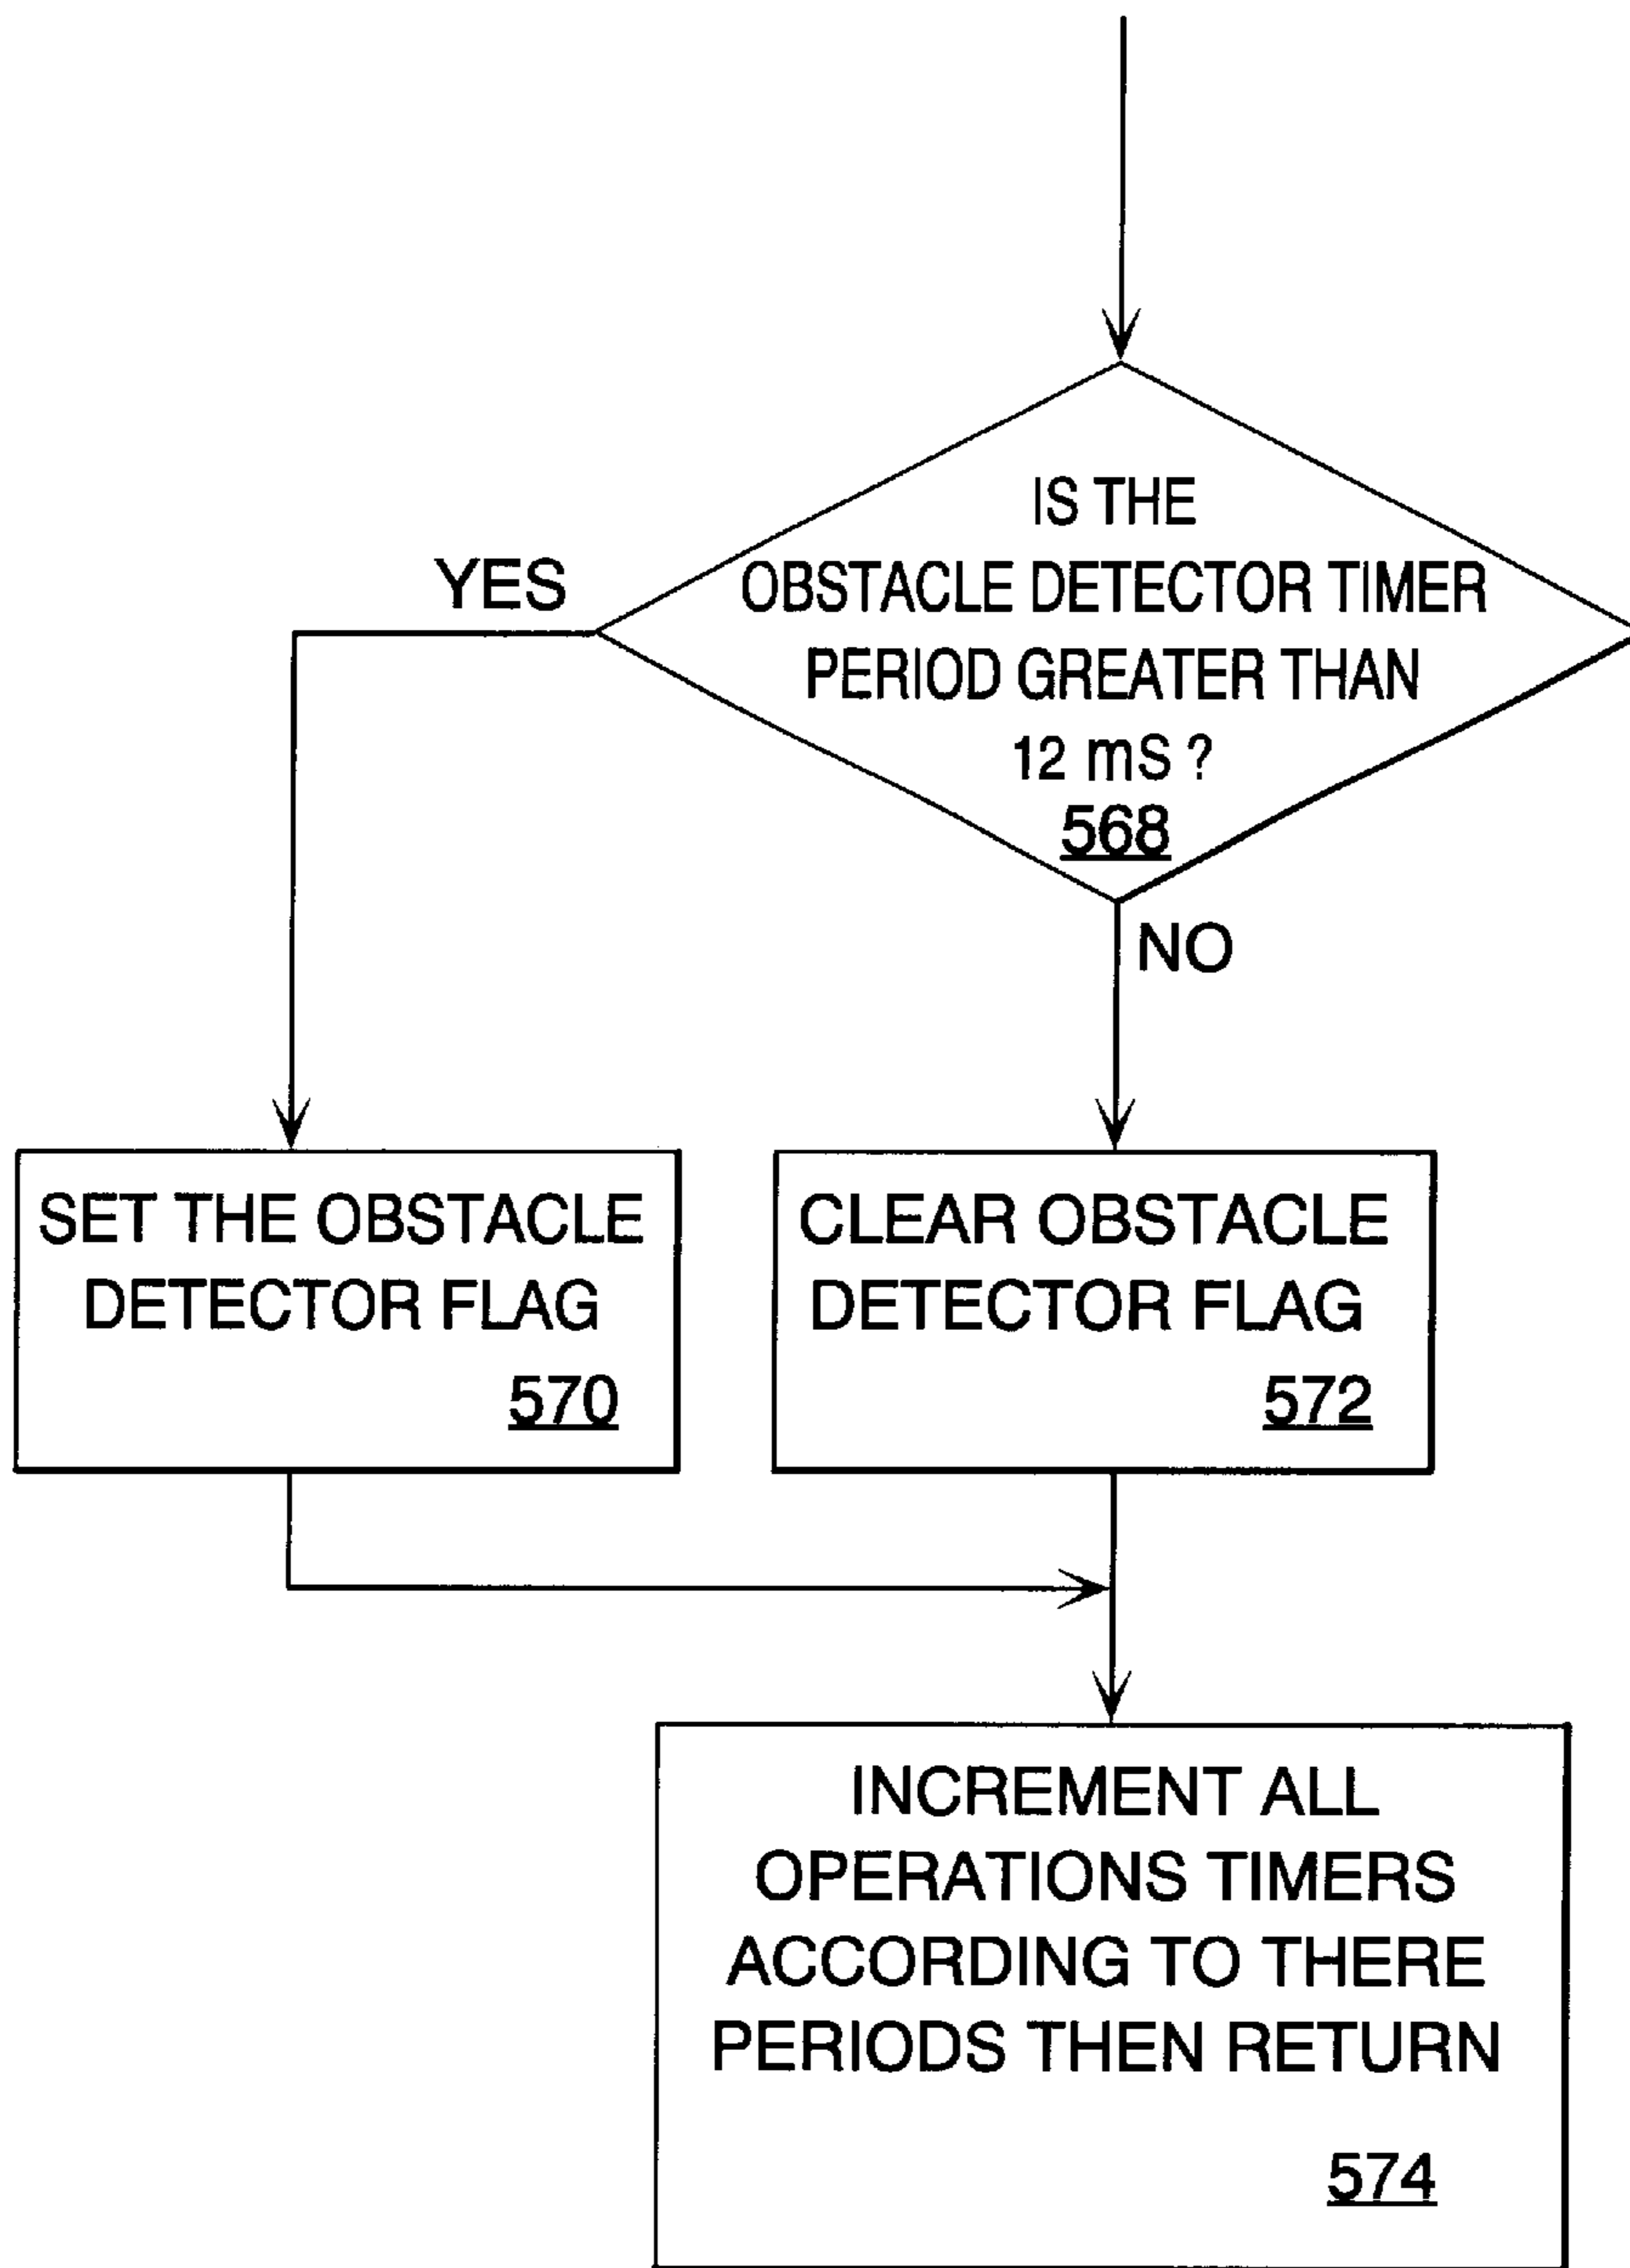 IS THE
OBSTACLE DETECTOR TIMER
PERIOD GREATER THAN
12 mS ?
568
YES
NO
SET THE OBSTACLE
DETECTOR FLAG
570
CLEAR OBSTACLE
DETECTOR FLAG
572
INCREMENT ALL
OPERATIONS TIMERS
ACCORDING TO THERE
PERIODS THEN RETURN
574